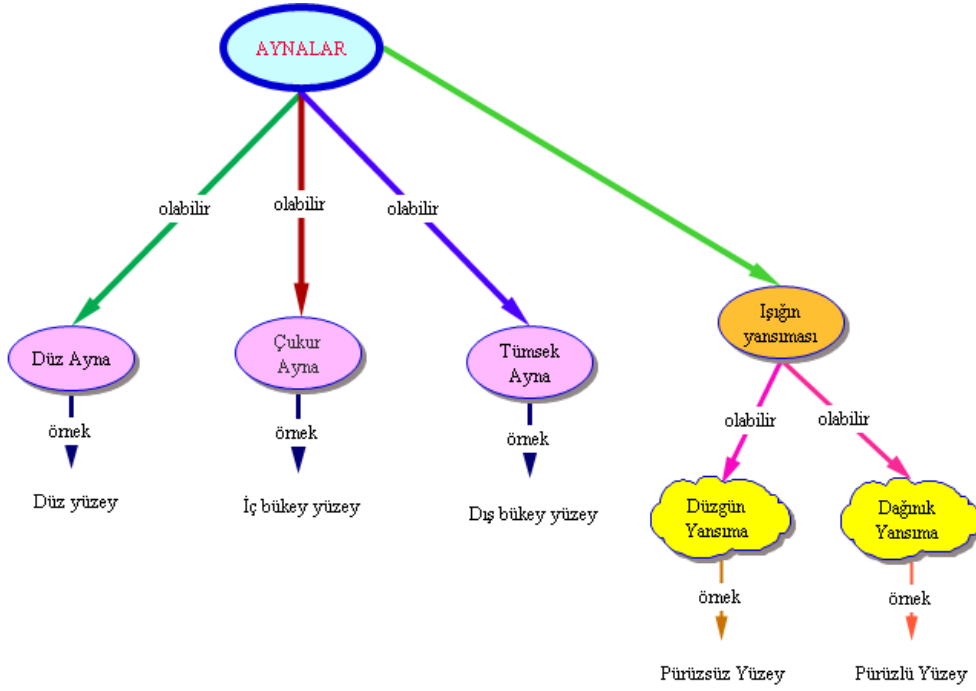 AYNALAR
olabilir
olabilir
olabilir
Düz Ayna
Çukur
Ayna
Tümsek
Ayna
Işığın
yansıması
örnek
örnek
örnek
olabilir
olabilir
Düz yüzey
İç bükey yüzey
Dış bükey yüzey
Düzgün
Yansıma
Dağınık
Yansıma
örnek
örnek
Pürüzsüz Yüzey
Pürüzlü Yüzey